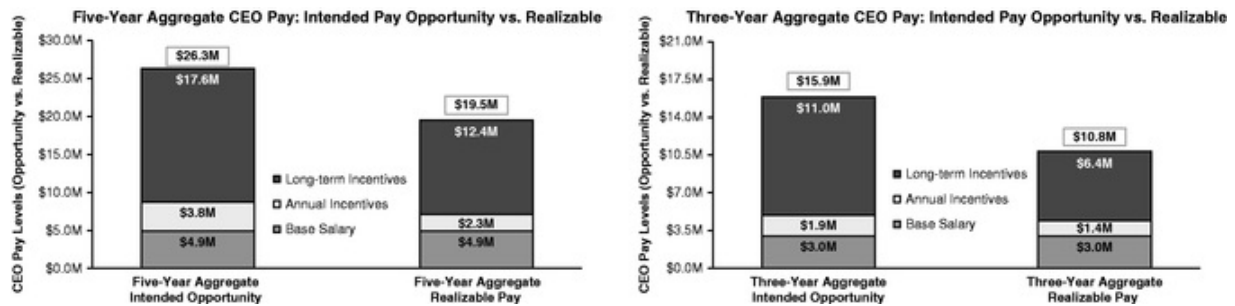 Five-Year Aggregate CEO Pay: Intended Pay Opportunity vs. Realizable
CEO Pay Levels (Opportunity vs. Realizable)
$30.0M
$25.0M
$20.0M
$15.0M
$10.0M
$5.0M
$0.0M
$26.3M
$17.6M
$3.8M
$4.9M
Long-term Incentives
Annual Incentives
Base Salary
$19.5M
$12.4M
$2.3M
$4.9M
Five-Year Aggregate
Intended Opportunity
Five-Year Aggregate
Realizable Pay
Three-Year Aggregate CEO Pay: Intended Pay Opportunity vs. Realizable
CEO Pay Levels (Opportunity vs. Realizable)
$21.0M
$17.5M
$14.0M
$10.5M
$7.0M
$3.5M
$0.0M
$15.9M
$11.0M
$1.9M
$3.0M
Long-term Incentives
Annual Incentives
Base Salary
$10.8M
$6.4M
$1.4M
$3.0M
Three-Year Aggregate
Intended Opportunity
Three-Year Aggregate
Realizable Pay